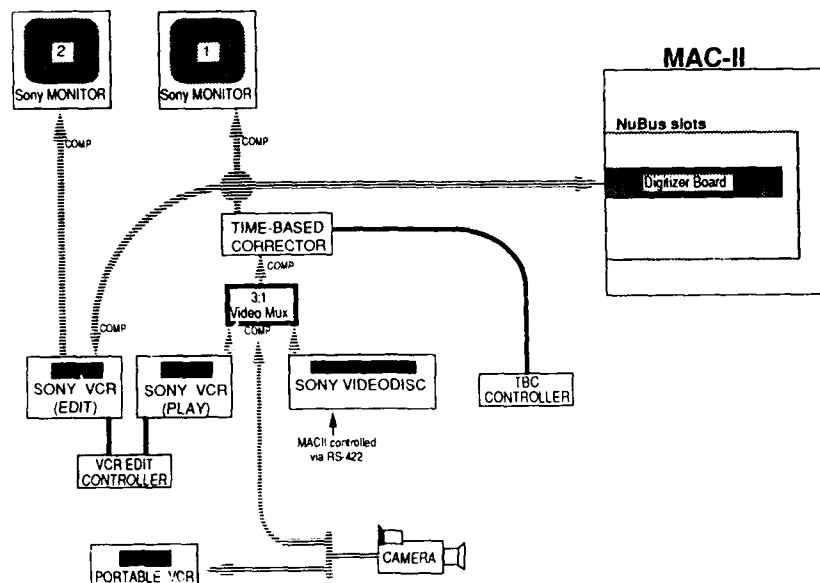 2
Sony MONITOR
1
Sony MONITOR
MAC-II
COMP
COMP
NuBus slots
Digitizer Board
TIME-BASED
CORRECTOR
COMP
3:1
Video Mux
COMP
COMP
SONY VCR
(EDIT)
SONY VCR
(PLAY)
SONY VIDEODISC
TBC
CONTROLLER
MACII controlled
via RS-422
VCR EDIT
CONTROLLER
CAMERA
PORTABLE VCR